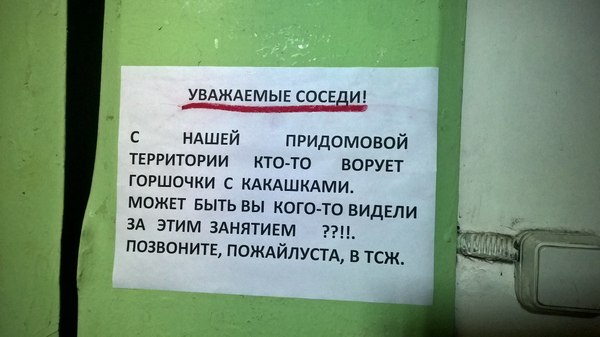 УВАЖАЕМЫЕ СОСЕДИ!
С НАШЕЙ ПРИДОМОВОЙ
ТЕРРИТОРИИ КТО-ТО ВОРУЕТ
ГОРШОЧКИ С КАКАШКАМИ.
МОЖЕТ БЫТЬ ВЫ КОГО-ТО ВИДЕЛИ
ЗА ЭТИМ ЗАНЯТИЕМ ??!!.
ПОЗВОНИТЕ, ПОЖАЙЛУСТА, В ТСЖ.